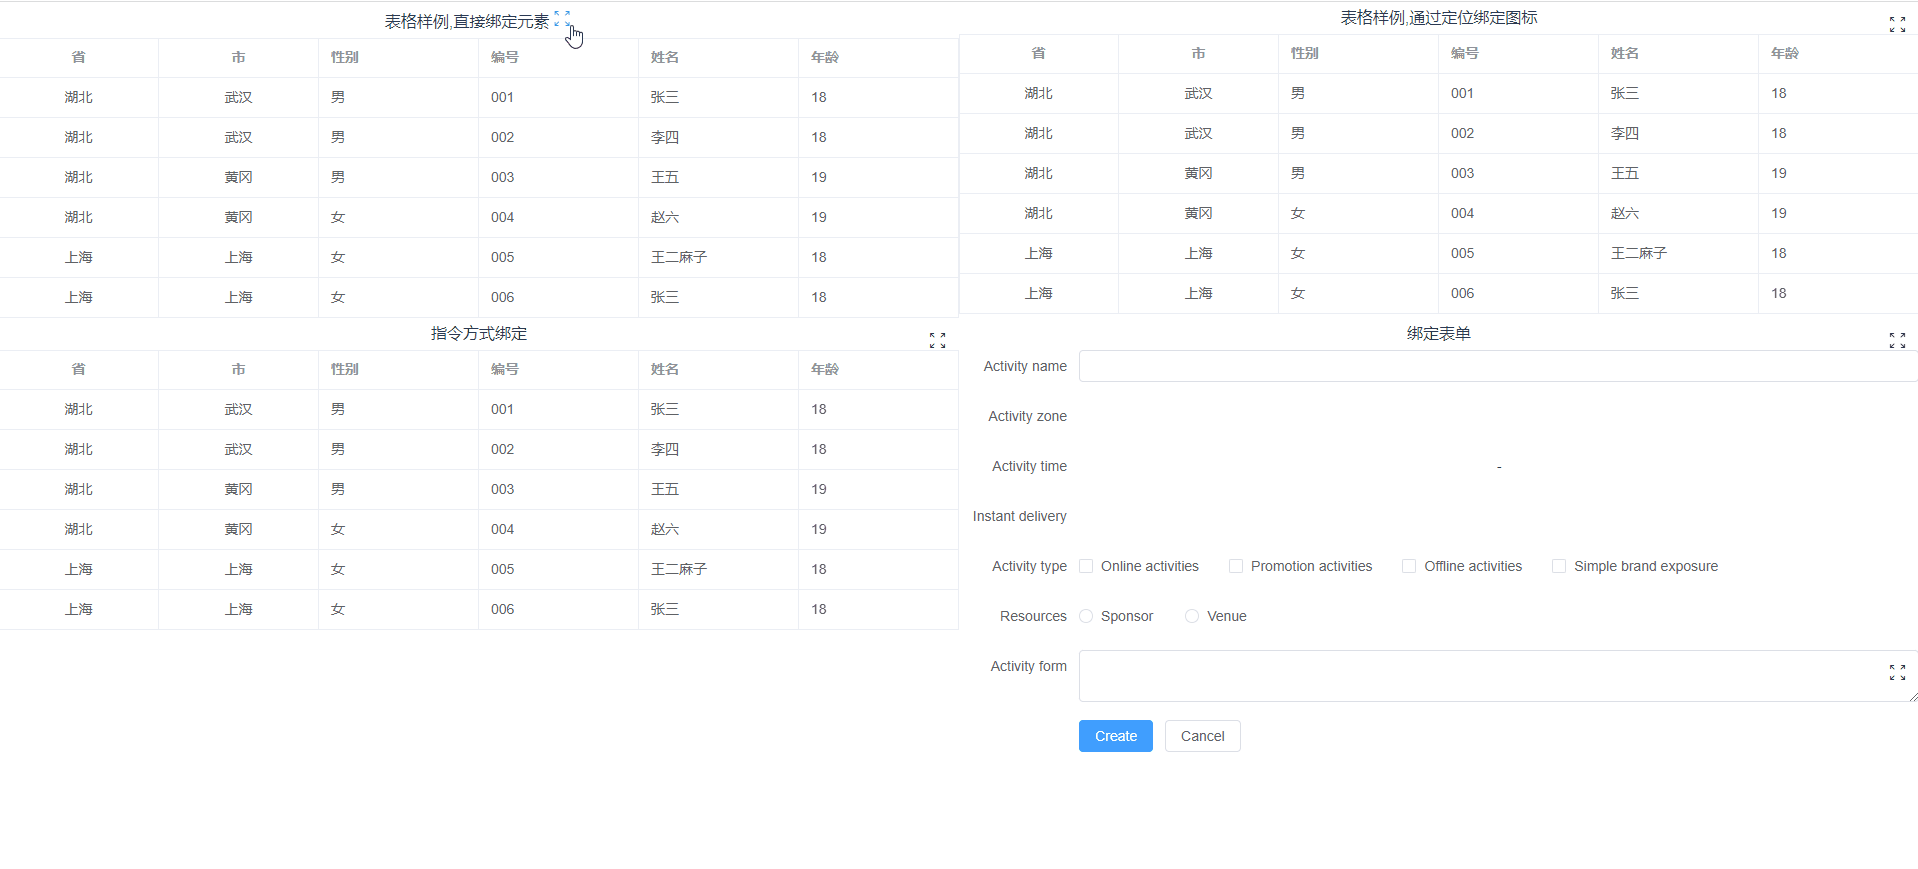 表格样例,直接绑定元素
省 市 性别 编号 姓名 年龄
湖北 武汉 男 001 张三 18
湖北 武汉 男 002 李四 18
湖北 黄冈 男 003 王五 19
湖北 黄冈 女 004 赵六 19
上海 上海 女 005 王二麻子 18
上海 上海 女 006 张三 18
表格样例,通过定位绑定图标
省 市 性别 编号 姓名 年龄
湖北 武汉 男 001 张三 18
湖北 武汉 男 002 李四 18
湖北 黄冈 男 003 王五 19
湖北 黄冈 女 004 赵六 19
上海 上海 女 005 王二麻子 18
上海 上海 女 006 张三 18
指令方式绑定
省 市 性别 编号 姓名 年龄
湖北 武汉 男 001 张三 18
湖北 武汉 男 002 李四 18
湖北 黄冈 男 003 王五 19
湖北 黄冈 女 004 赵六 19
上海 上海 女 005 王二麻子 18
上海 上海 女 006 张三 18
绑定表单
Activity name
Activity zone
Activity time -
Instant delivery
Activity type Online activities Promotion activities Offline activities Simple brand exposure
Resources Sponsor Venue
Activity form
Create Cancel